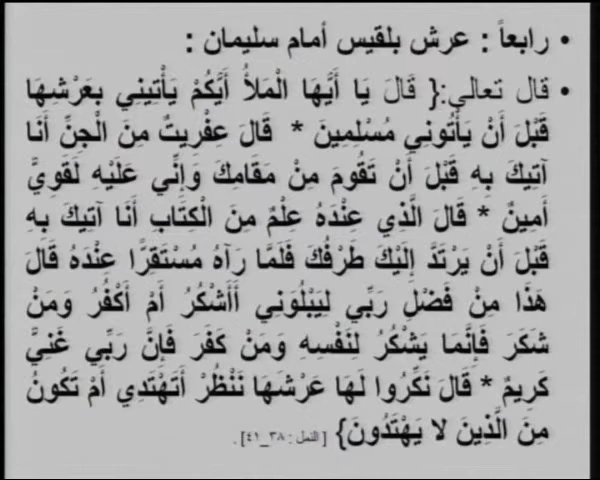 • رابعاً : عرش بلقيس أمام سليمان :
• قال تعالى:{ قَالَ يَا أَيُّهَا الْمَلأُ أَيُّكُمْ يَأْتِينِي بِعَرْشِهَا
قَبْلَ أَنْ يَأْتُونِي مُسْلِمِينَ * قَالَ عِفْرِيتٌ مِنَ الْجِنِّ أَنَا
آتِيكَ بِهِ قَبْلَ أَنْ تَقُومَ مِنْ مَقَامِكَ وَإِنِّي عَلَيْهِ لَقَوِيٌّ
أَمِينٌ * قَالَ الَّذِي عِنْدَهُ عِلْمٌ مِنَ الْكِتَابِ أَنَا آتِيكَ بِهِ
قَبْلَ أَنْ يَرْتَدَّ إِلَيْكَ طَرْفُكَ فَلَمَّا رَآهُ مُسْتَقِرًّا عِنْدَهُ قَالَ
هَذَا مِنْ فَضْلِ رَبِّي لِيَبْلُونِي أَأَشْكُرُ أَمْ أَكْفُرُ وَمَنْ
شَكَرَ فَإِنَّمَا يَشْكُرُ لِنَفْسِهِ وَمَنْ كَفَرَ فَإِنَّ رَبِّي غَنِيٌّ
كَرِيمٌ * قَالَ نَكِّرُوا لَهَا عَرْشَهَا نَنْظُرْ أَتَهْتَدِي أَمْ تَكُونُ
مِنَ الَّذِينَ لا يَهْتَدُونَ} [النمل : ٣٨_٤١] .